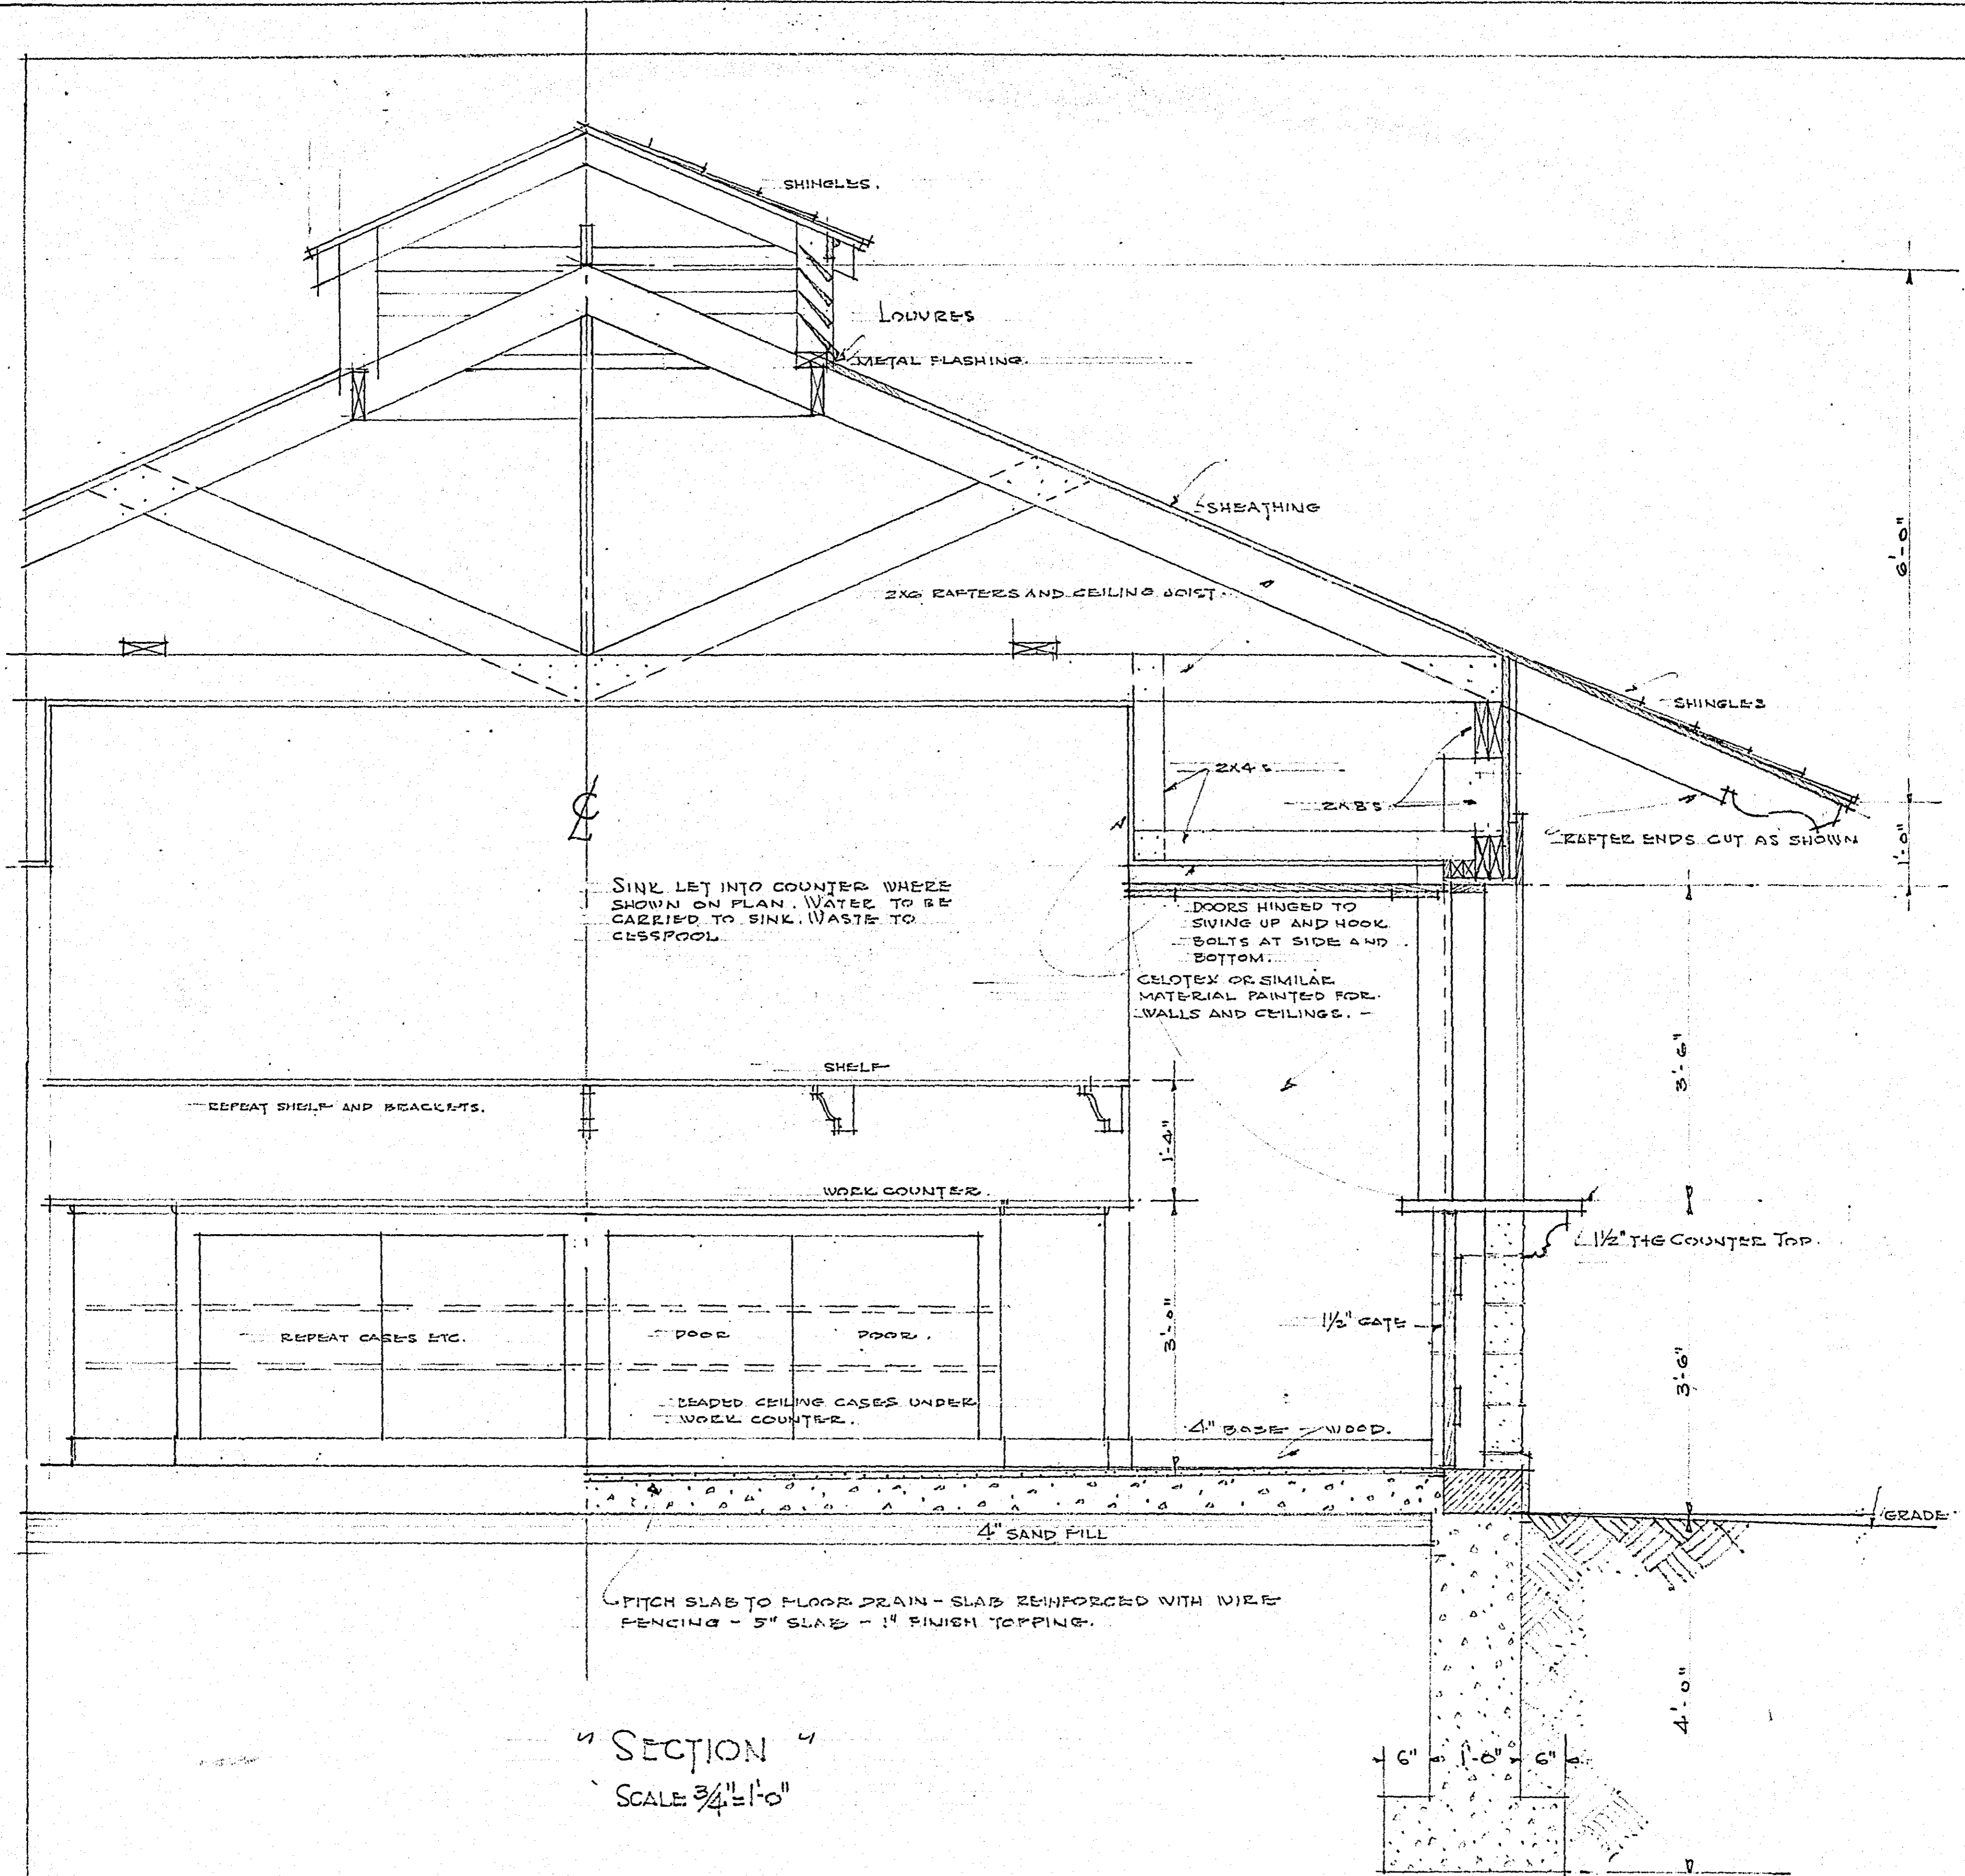 SHINGLES.
LOUVRES
METAL FLASHING.
SHEATHING
6'-0"
2X6 RAFTERS AND CEILING JOIST.
SHINGLES
2X4'S
2X8'S
RAFTER ENDS CUT AS SHOWN
1'-0"
SINK LET INTO COUNTER WHERE
SHOWN ON PLAN. WATER TO BE
CARRIED TO SINK. WASTE TO
CESSPOOL.
DOORS HINGED TO
SWING UP AND HOOK
BOLTS AT SIDE AND
BOTTOM.
CELOTEX OR SIMILAR
MATERIAL PAINTED FOR
WALLS AND CEILINGS. -
3'-6"
SHELF
REPEAT SHELF AND BRACKETS.
1'-4"
WORK COUNTER.
1 1/2" T&G COUNTER TOP.
3'-0"
1 1/2" GATE
REPEAT CASES ETC.
DOOR
DOOR.
3'-6"
BEADED CEILING CASES UNDER
WORK COUNTER.
4" BASE - WOOD.
4" SAND FILL
GRADE
PITCH SLAB TO FLOOR DRAIN - SLAB REINFORCED WITH WIRE
FENCING - 5" SLAB - 1" FINISH TOPPING.
4'-0"
" SECTION "
SCALE 3/4"=1'-0"
6" 1'-0" 6"